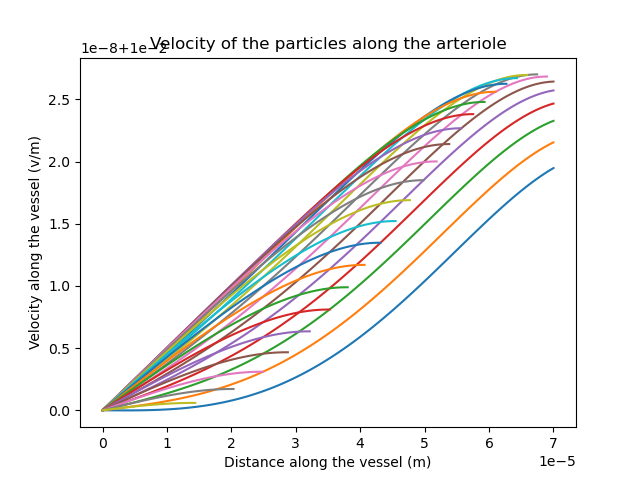 Velocity of the particles along the arteriole
1e−8+1e−2
Velocity along the vessel (v/m)
2.5
2.0
1.5
1.0
0.5
0.0
0 1 2 3 4 5 6 7
1e−5
Distance along the vessel (m)